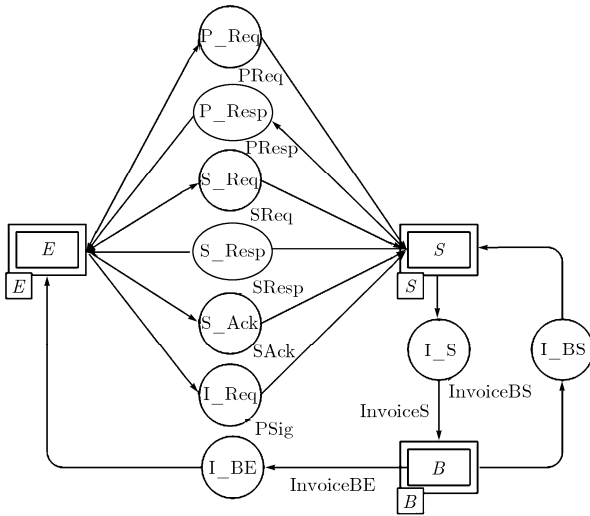 P_Req
PReq
P_Resp
PResp
S_Req
SReq
E
S_Resp
S
E
SResp
S
S_Ack
SAck
I_S
I_BS
I_Req
InvoiceBS
InvoiceS
PSig
I_BE
B
InvoiceBE
B